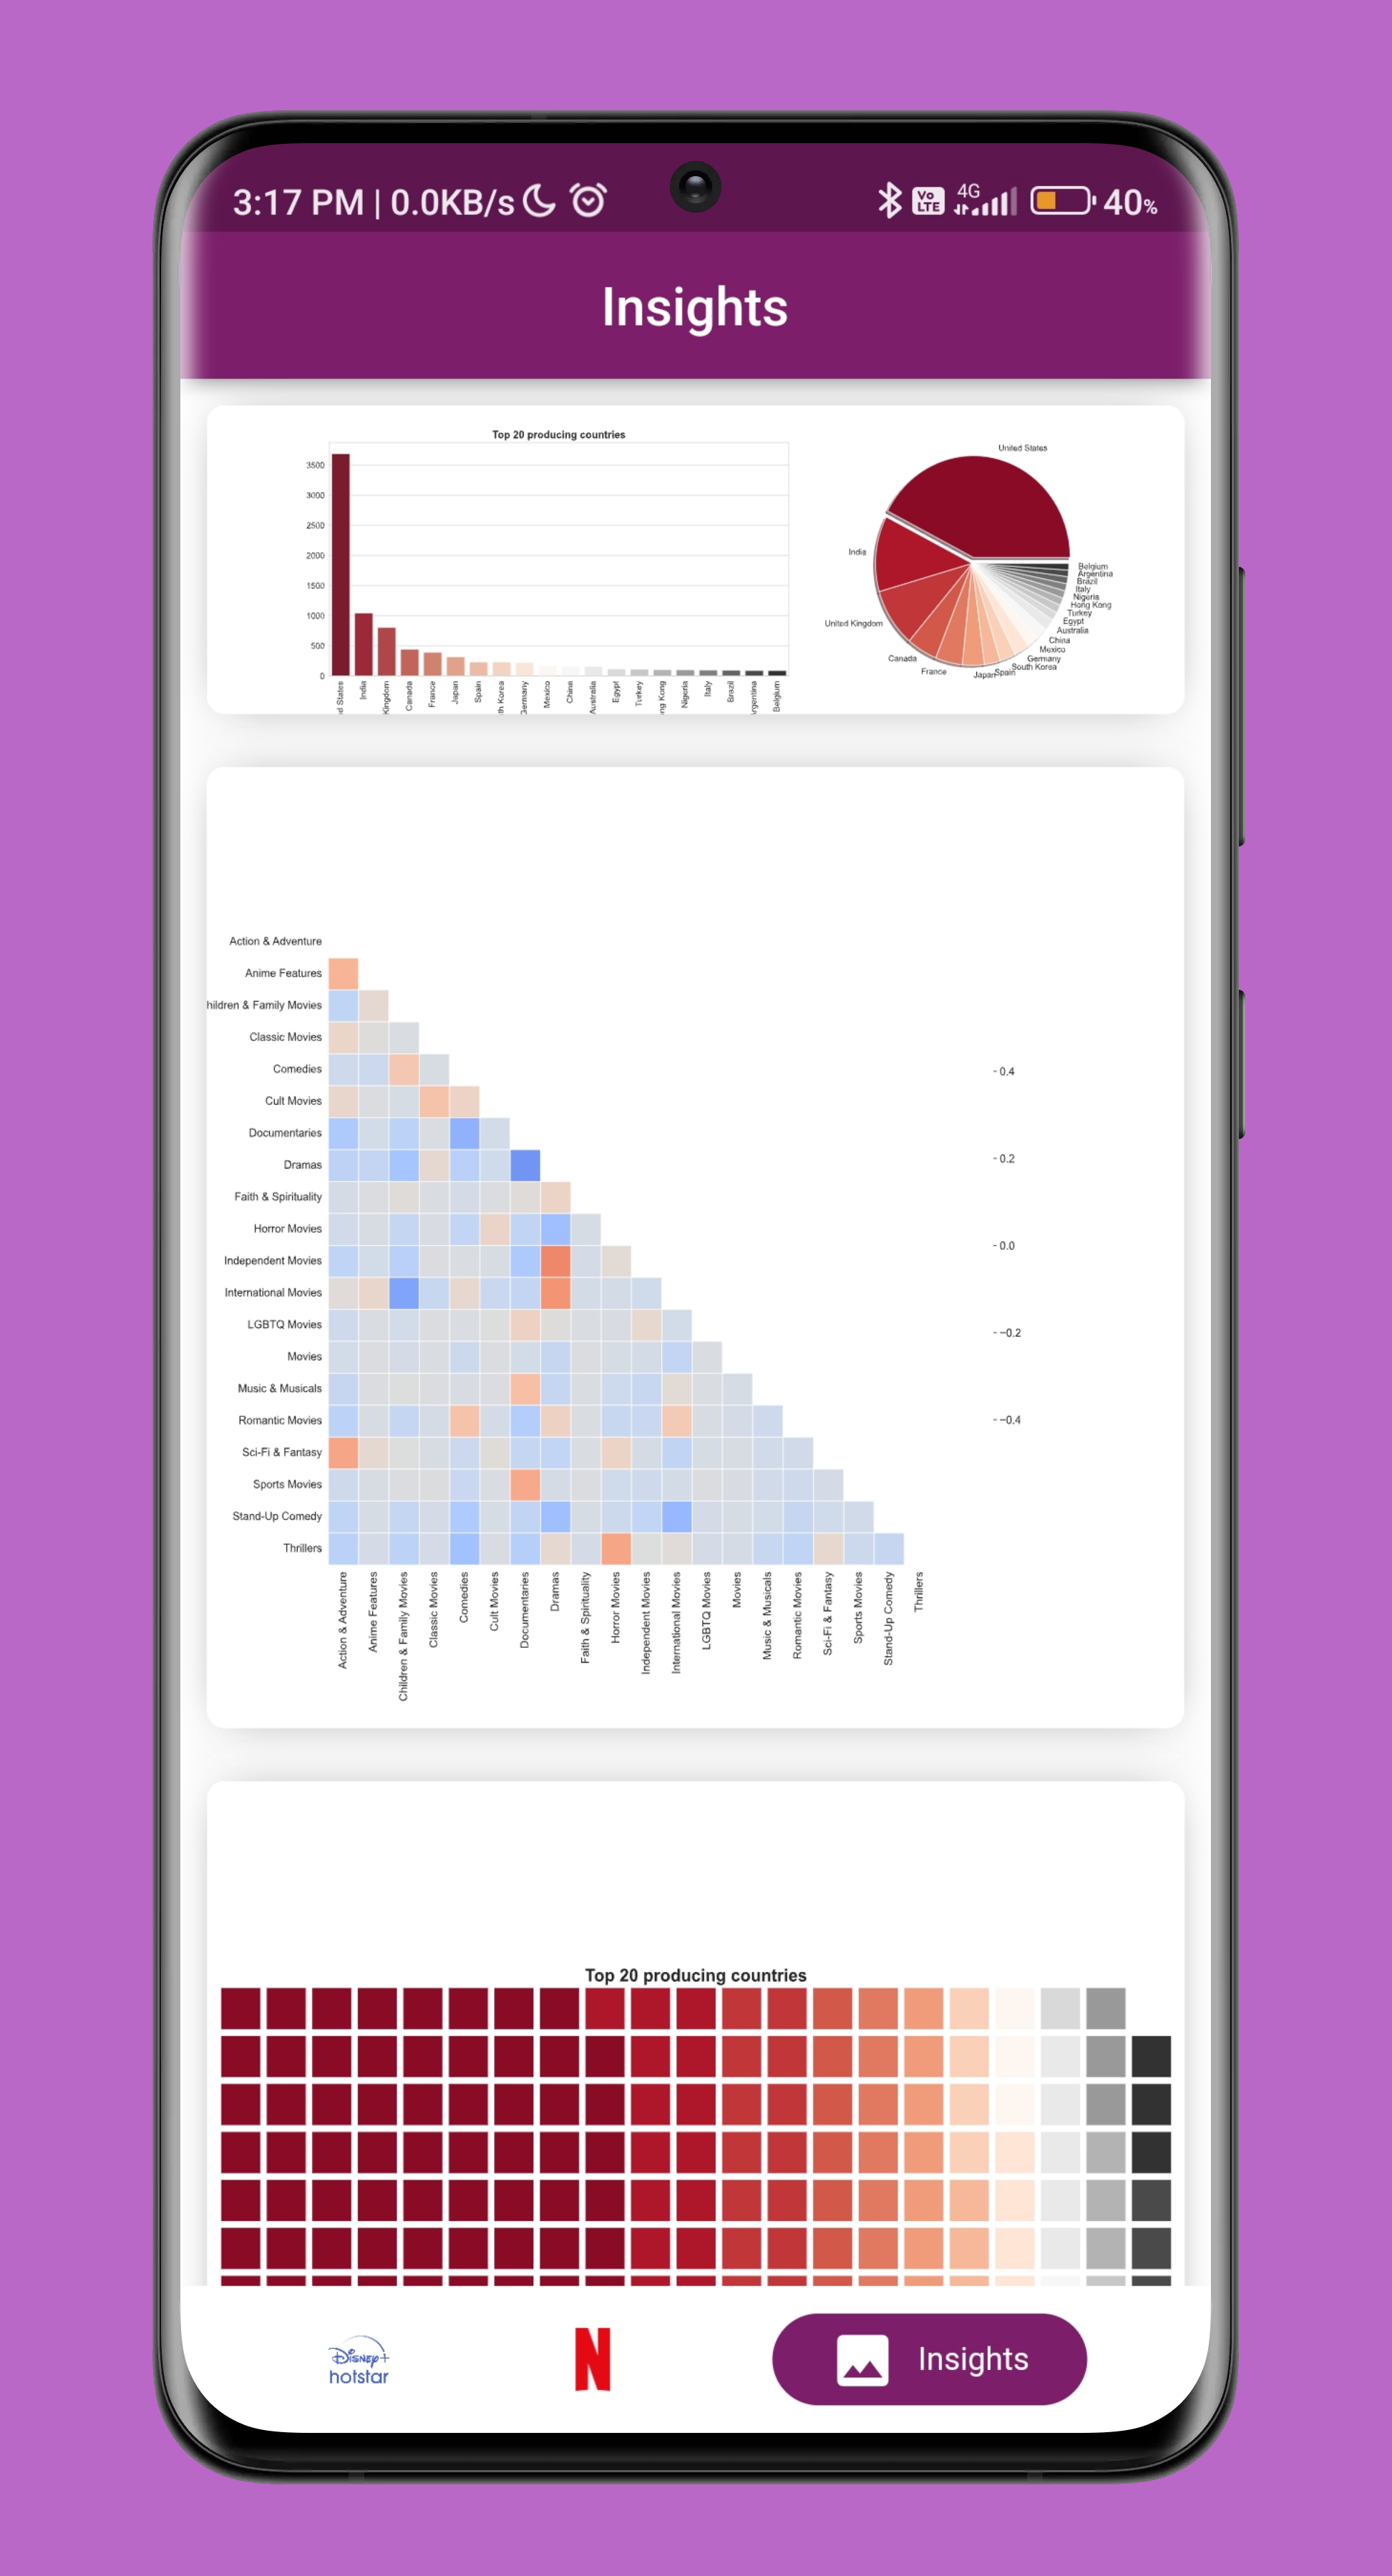 3:17 PM | 0.0KB/s
Vo LTE
4G
40%
Insights
Top 20 producing countries
3500
3000
2500
2000
1500
1000
500
0
d States
India
Kingdom
Canada
France
Japan
Spain
th Korea
Germany
Mexico
China
Australia
Egypt
Turkey
ng Kong
Nigeria
Italy
Brazil
rgentina
Belgium
United States
India
United Kingdom
Canada
France
Japan
Spain
South Korea
Germany
Mexico
China
Australia
Egypt
Turkey
Hong Kong
Nigeria
Italy
Brazil
Argentina
Belgium
Action & Adventure
Anime Features
hildren & Family Movies
Classic Movies
Comedies
Cult Movies
Documentaries
Dramas
Faith & Spirituality
Horror Movies
Independent Movies
International Movies
LGBTQ Movies
Movies
Music & Musicals
Romantic Movies
Sci-Fi & Fantasy
Sports Movies
Stand-Up Comedy
Thrillers
- 0.4
- 0.2
- 0.0
- −0.2
- −0.4
Action & Adventure
Anime Features
Children & Family Movies
Classic Movies
Comedies
Cult Movies
Documentaries
Dramas
Faith & Spirituality
Horror Movies
Independent Movies
International Movies
LGBTQ Movies
Movies
Music & Musicals
Romantic Movies
Sci-Fi & Fantasy
Sports Movies
Stand-Up Comedy
Thrillers
Top 20 producing countries
Disney+
hotstar
N
Insights